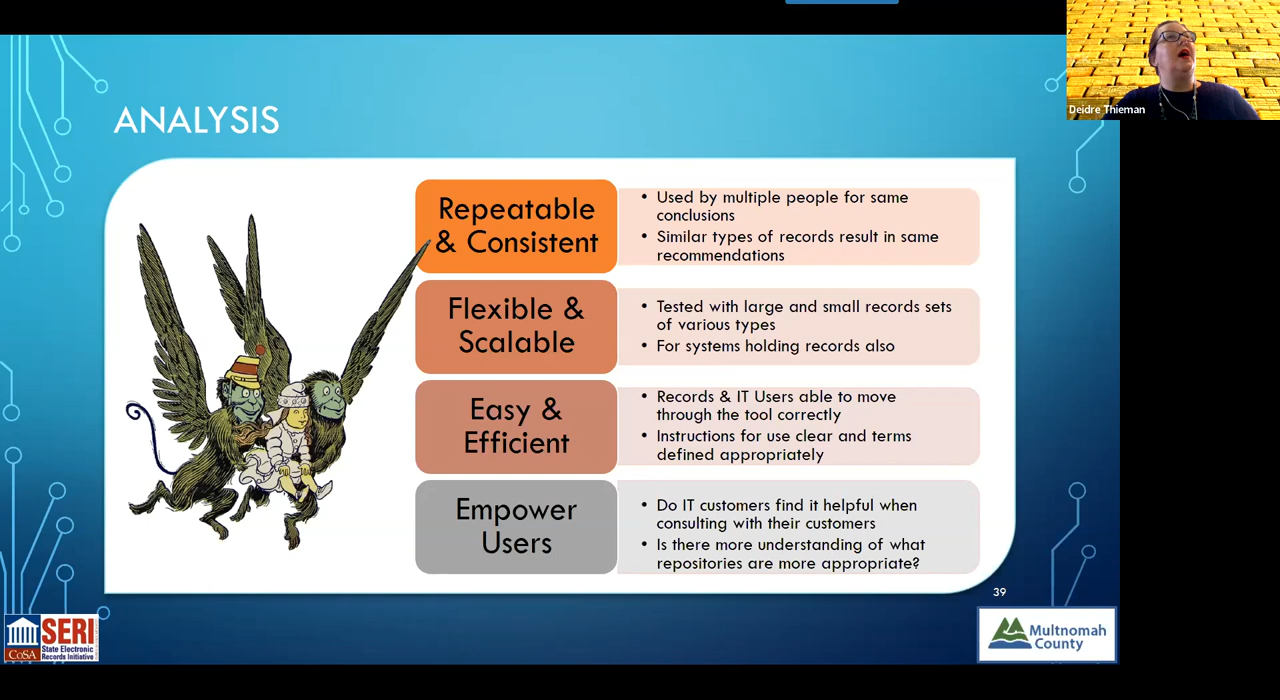 Deidre Thieman
ANALYSIS
Repeatable
& Consistent
• Used by multiple people for same
conclusions
• Similar types of records result in same
recommendations
Flexible &
Scalable
• Tested with large and small records sets
of various types
• For systems holding records also
Easy &
Efficient
• Records & IT Users able to move
through the tool correctly
• Instructions for use clear and terms
defined appropriately
Empower
Users
• Do IT customers find it helpful when
consulting with their customers
• Is there more understanding of what
repositories are more appropriate?
39
CoSA
SERI
State Electronic
Records Initiative
Multnomah
County